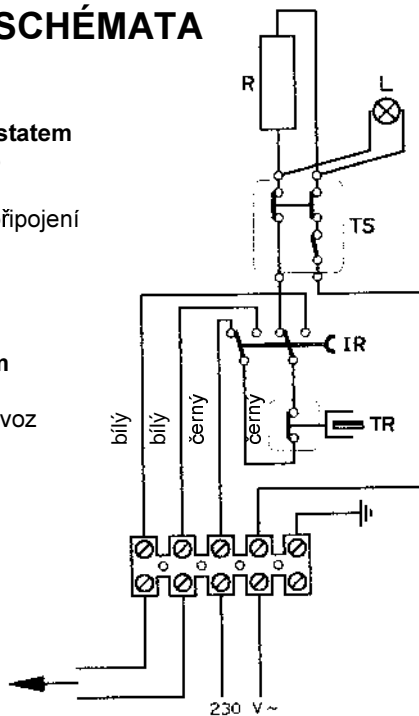 SCHÉMATA
statem
řipojení
m
voz
R
L
TS
IR
TR
bílý
bílý
černý
černý
230 V~